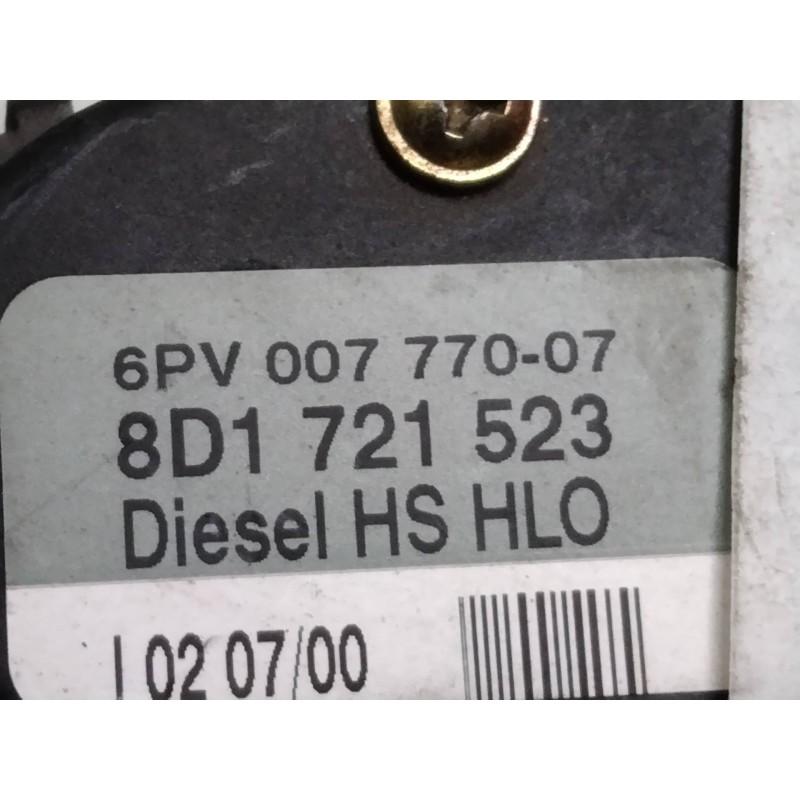 6PV 007 770-07
8D1 721 523
Diesel HS HLO
I 02 07/00